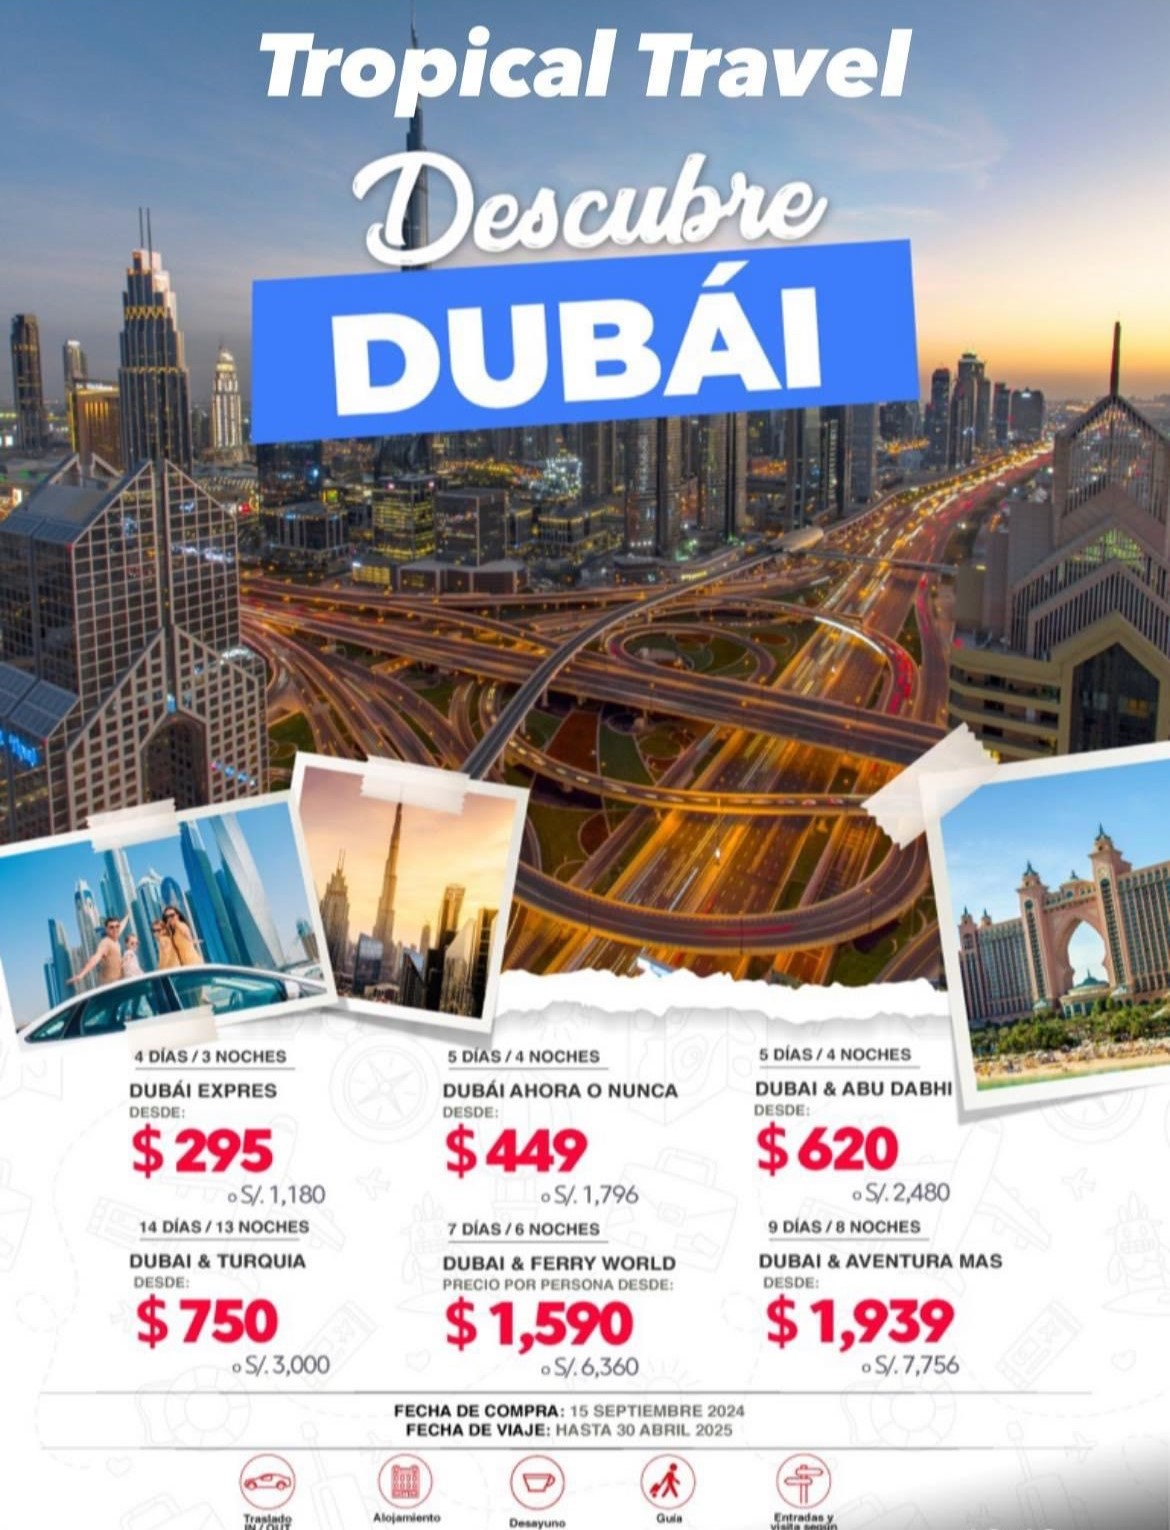 Tropical Travel
Descubre
DUBÁI
4 DÍAS / 3 NOCHES
DUBÁI EXPRES
DESDE:
$ 295
o S/. 1,180
5 DÍAS / 4 NOCHES
DUBÁI AHORA O NUNCA
DESDE:
$ 449
o S/. 1,796
5 DÍAS / 4 NOCHES
DUBAI & ABU DABHI
DESDE:
$ 620
o S/. 2,480
14 DÍAS / 13 NOCHES
DUBAI & TURQUIA
DESDE:
$ 750
o S/. 3,000
7 DÍAS / 6 NOCHES
DUBAI & FERRY WORLD
PRECIO POR PERSONA DESDE:
$ 1,590
o S/. 6,360
9 DÍAS / 8 NOCHES
DUBAI & AVENTURA MAS
DESDE:
$ 1,939
o S/. 7,756
FECHA DE COMPRA: 15 SEPTIEMBRE 2024
FECHA DE VIAJE: HASTA 30 ABRIL 2025
Traslado
IN / OUT
Alojamiento
Desayuno
Guía
Entradas y
visita según